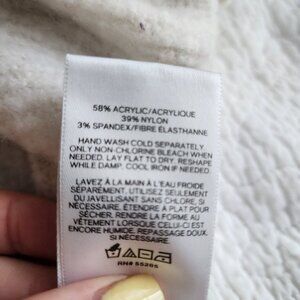 58% ACRYLIC/ACRYLIQUE
39% NYLON
3% SPANDEX/FIBRE ÉLASTHANNE
HAND WASH COLD SEPARATELY.
ONLY NON-CHLORINE BLEACH WHEN
NEEDED. LAY FLAT TO DRY. RESHAPE
WHILE DAMP. COOL IRON IF NEEDED.
LAVEZ À LA MAIN À L'EAU FROIDE
SÉPARÉMENT. UTILISEZ SEULEMENT
DU JAVELLISANT SANS CHLORE, SI
NÉCESSAIRE. ÉTENDRE À PLAT POUR
SÉCHER. RENDRE LA FORME AU
VÊTEMENT LORSQUE CELUI-CI EST
ENCORE HUMIDE. REPASSAGE DOUX.
SI NÉCESSAIRE.
RN# 55285